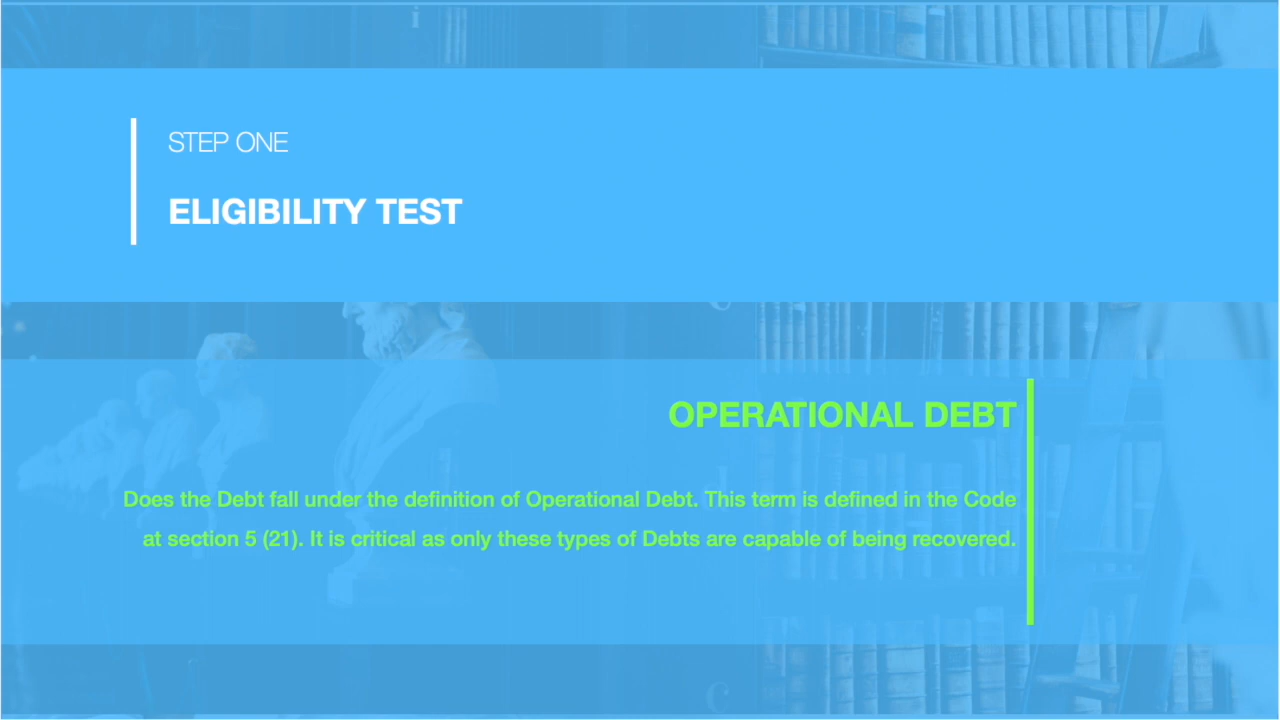 STEP ONE
ELIGIBILITY TEST
OPERATIONAL DEBT
Does the Debt fall under the definition of Operational Debt. This term is defined in the Code
at section 5 (21). It is critical as only these types of Debts are capable of being recovered.